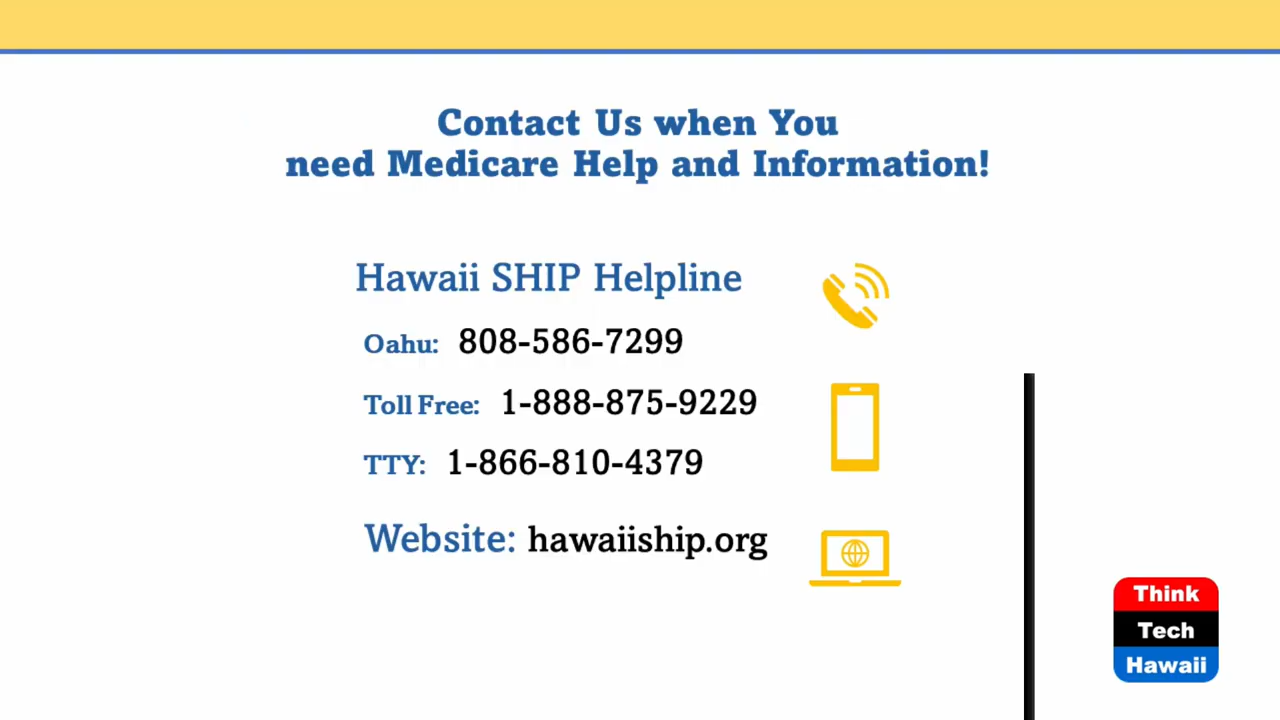 Contact Us when You
need Medicare Help and Information!
Hawaii SHIP Helpline
Oahu: 808-586-7299
Toll Free: 1-888-875-9229
TTY: 1-866-810-4379
Website: hawaiiship.org
Think
Tech
Hawaii